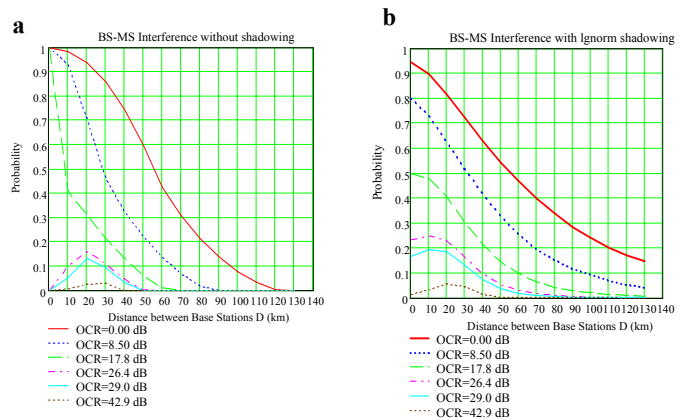 a
BS-MS Interference without shadowing
1
0.9
0.8
0.7
0.6
0.5
0.4
0.3
0.2
0.1
0
Probability
0 10 20 30 40 50 60 70 80 90 100 110 120 130 140
Distance between Base Stations D (km)
OCR=0.00 dB
OCR=8.50 dB
OCR=17.8 dB
OCR=26.4 dB
OCR=29.0 dB
OCR=42.9 dB
b
BS-MS Interference with lgnorm shadowing
1
0.9
0.8
0.7
0.6
0.5
0.4
0.3
0.2
0.1
0
Probability
0 10 20 30 40 50 60 70 80 90 100 110 120 130 140
Distance between Base Stations D (km)
OCR=0.00 dB
OCR=8.50 dB
OCR=17.8 dB
OCR=26.4 dB
OCR=29.0 dB
OCR=42.9 dB